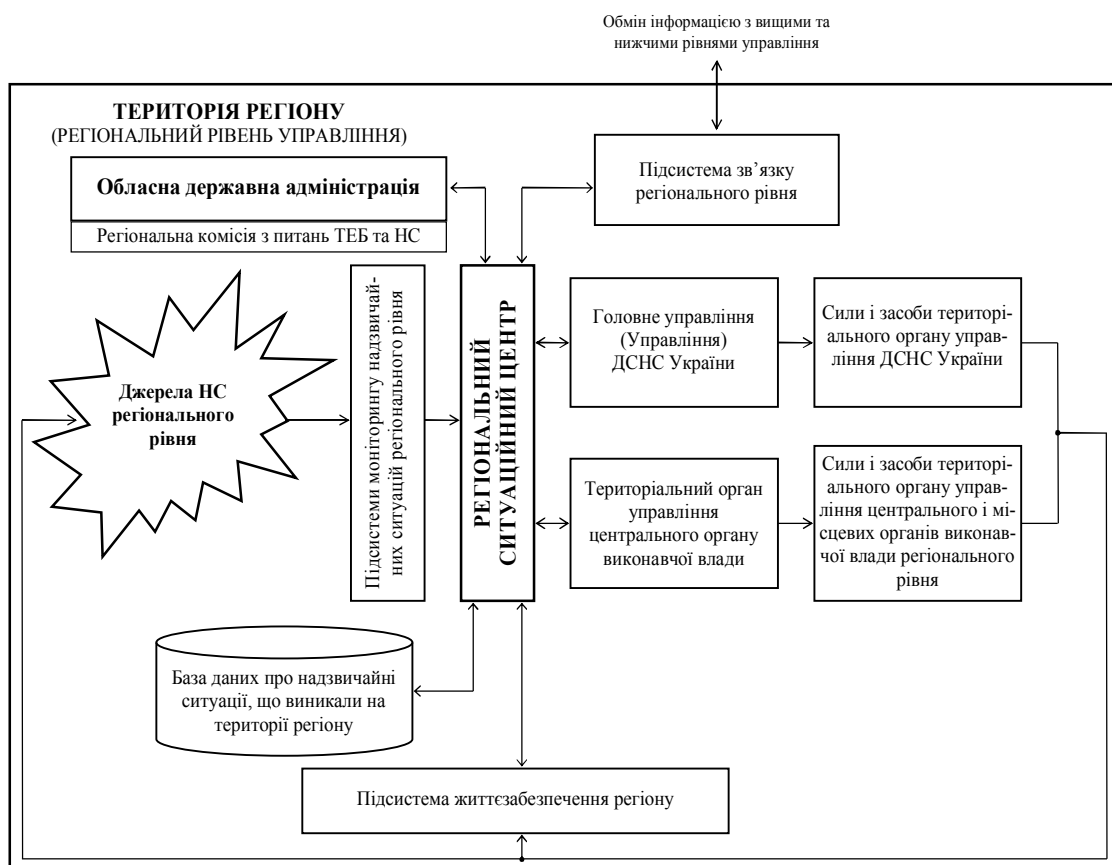 Обмін інформацією з вищими та
нижчими рівнями управління
ТЕРИТОРІЯ РЕГІОНУ
(РЕГІОНАЛЬНИЙ РІВЕНЬ УПРАВЛІННЯ)
Обласна державна адміністрація
Регіональна комісія з питань ТЕБ та НС
Підсистема зв’язку
регіонального рівня
Джерела НС
регіонального
рівня
Підсистеми моніторингу надзвичай-
них ситуацій регіонального рівня
РЕГІОНАЛЬНИЙ
СИТУАЦІЙНИЙ ЦЕНТР
Головне управління
(Управління)
ДСНС України
Сили і засоби територі-
ального органу управ-
ління ДСНС України
Територіальний орган
управління
центрального органу
виконавчої влади
Сили і засоби територі-
ального органу управ-
ління центрального і мі-
сцевих органів виконав-
чої влади регіонального
рівня
База даних про надзвичайні
ситуації, що виникали на
території регіону
Підсистема життєзабезпечення регіону